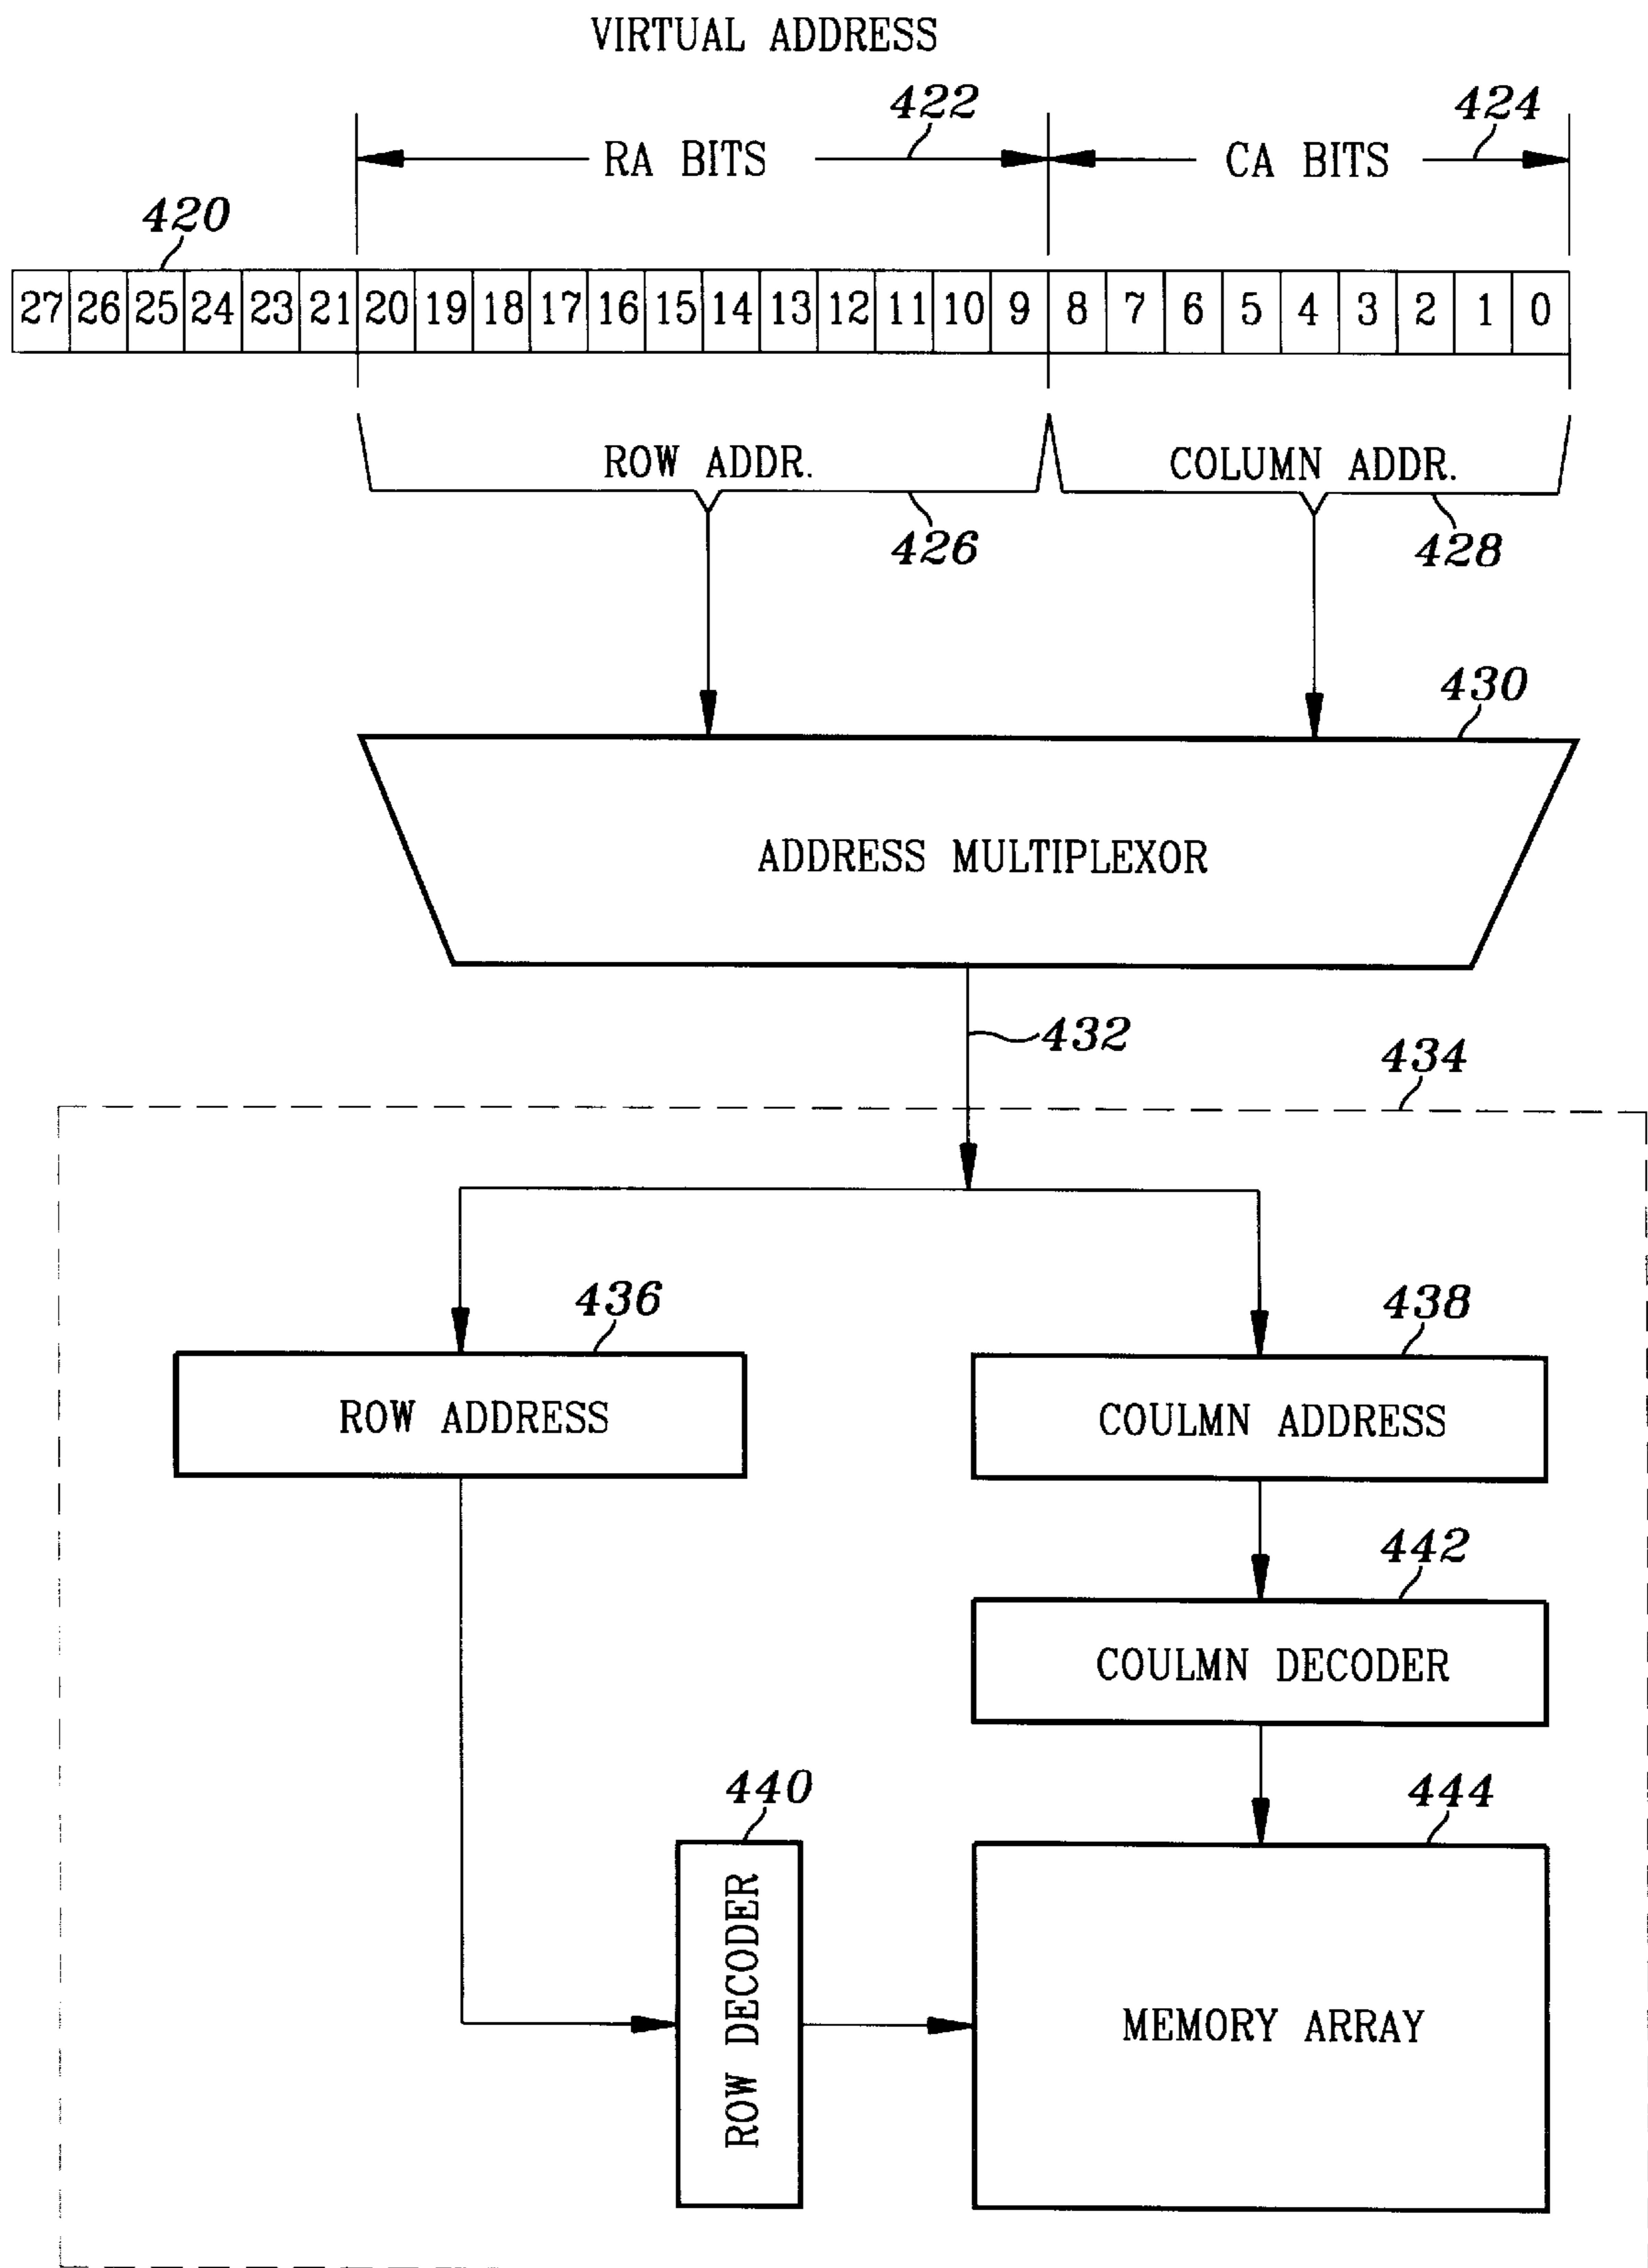 VIRTUAL ADDRESS
422
424
RA BITS
CA BITS
420
27 26 25 24 23 21 20 19 18 17 16 15 14 13 12 11 10 9 8 7 6 5 4 3 2 1 0
ROW ADDR.
COLUMN ADDR.
426
428
430
ADDRESS MULTIPLEXOR
432
434
436
438
ROW ADDRESS
COULMN ADDRESS
442
COULMN DECODER
440
444
ROW DECODER
MEMORY ARRAY